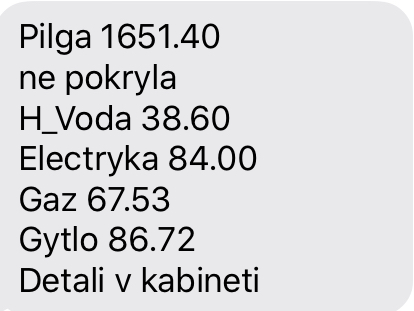 Pilga 1651.40
ne pokryla
H_Voda 38.60
Electryka 84.00
Gaz 67.53
Gytlo 86.72
Detali v kabineti